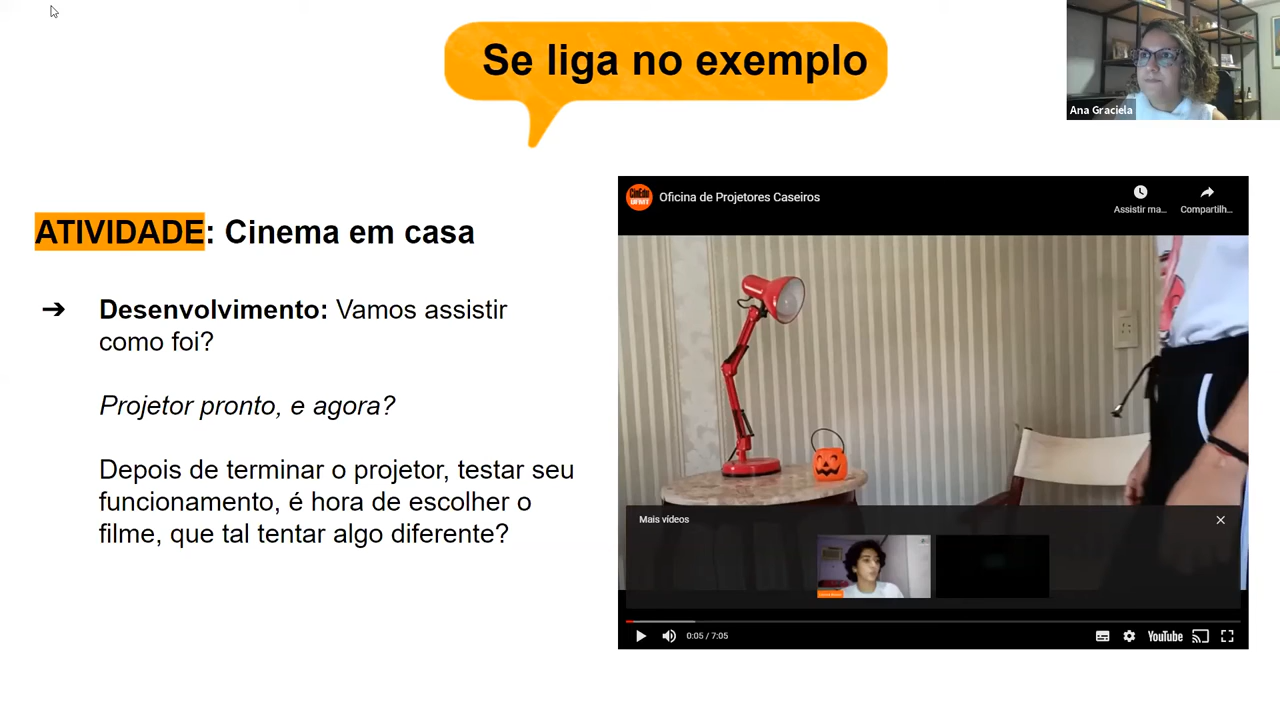 Se liga no exemplo
Ana Graciela
ATIVIDADE: Cinema em casa
➔ Desenvolvimento: Vamos assistir
como foi?
Projetor pronto, e agora?
Depois de terminar o projetor, testar seu
funcionamento, é hora de escolher o
filme, que tal tentar algo diferente?
CinEdu
UFMT
Oficina de Projetores Caseiros
Assistir ma...
Compartilh...
Mais vídeos
0:05 / 7:05
YouTube